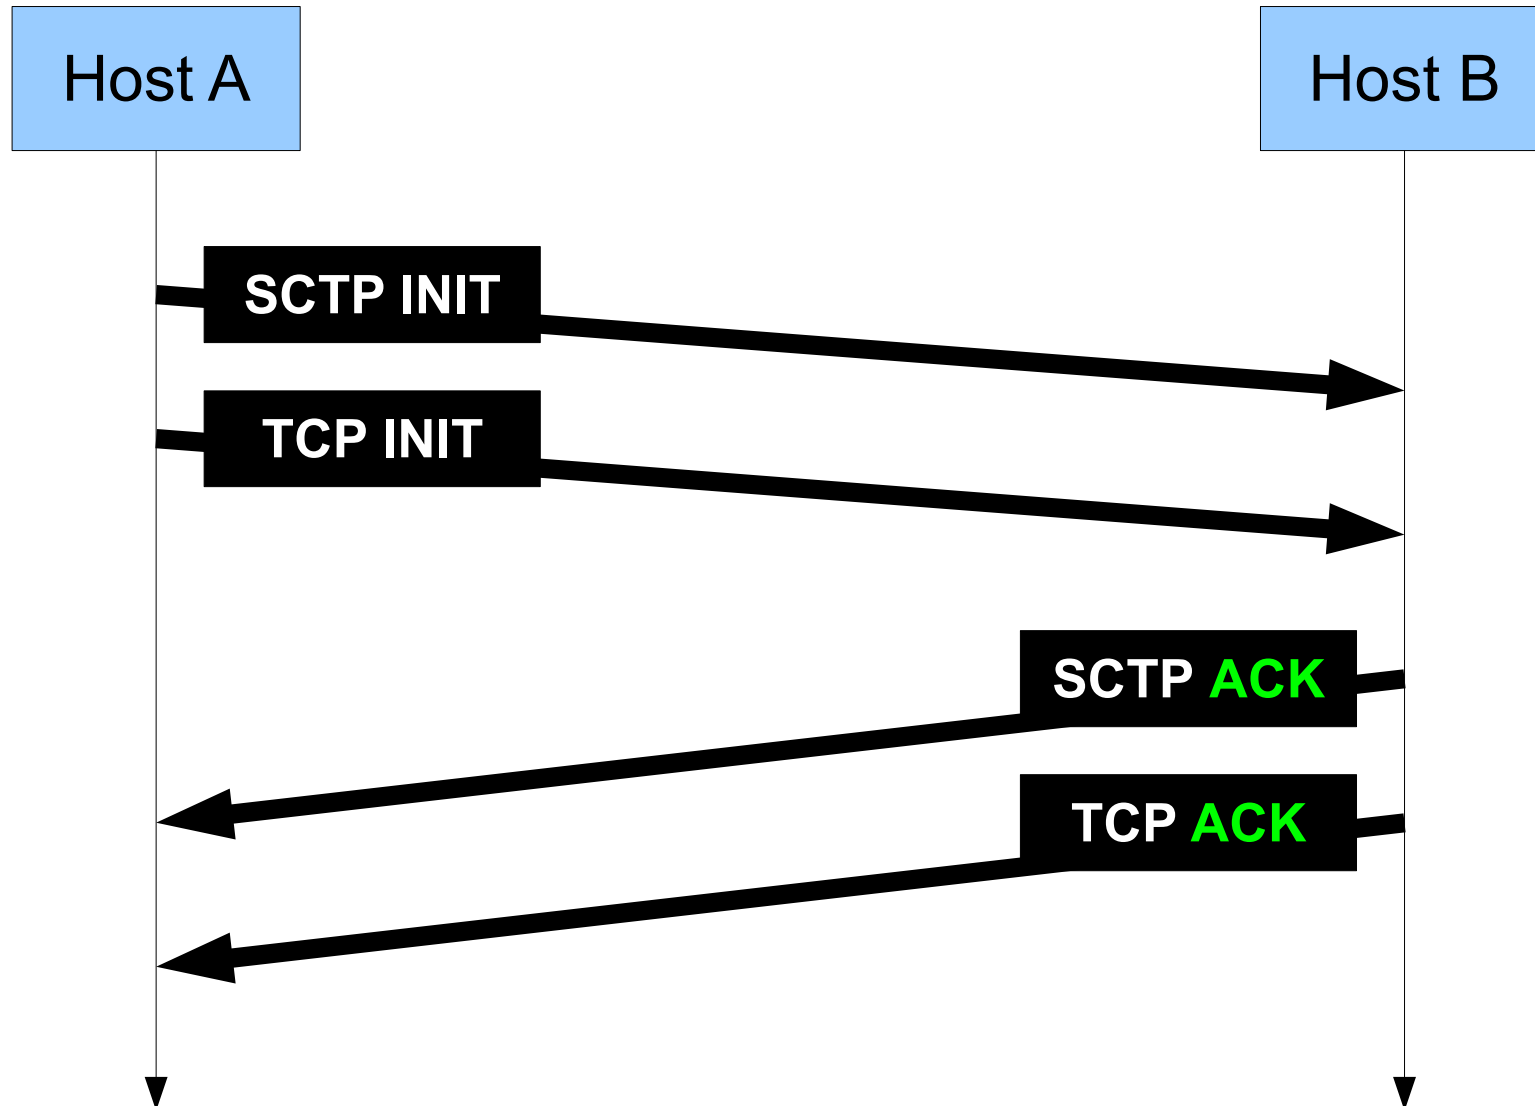 Host A
Host B
SCTP INIT
TCP INIT
SCTP ACK
TCP ACK